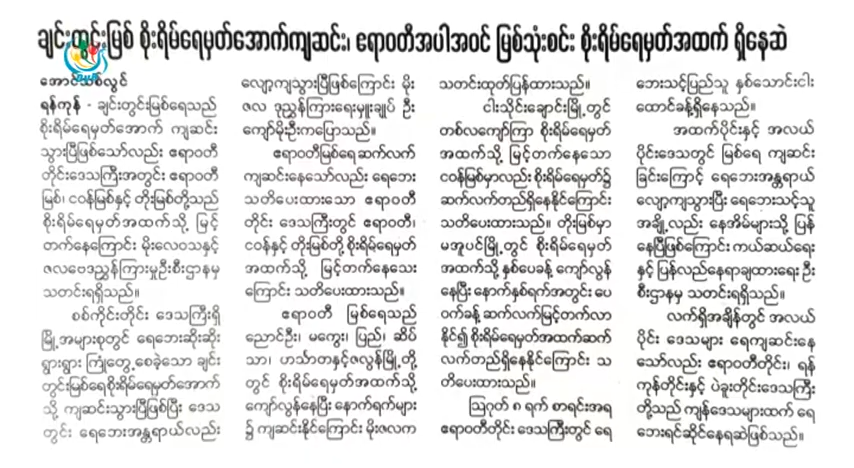 ချင်းတွင်းမြစ် စိုးရိမ်ရေမှတ်အောက်ကျဆင်း၊ ဧရာဝတီအပါအဝင် မြစ်သုံးစင်း စိုးရိမ်ရေမှတ်အထက် ရှိနေဆဲ
အောင်သစ်လွင်
ရန်ကုန် - ချင်းတွင်းမြစ်ရေသည်
စိုးရိမ်ရေမှတ်အောက် ကျဆင်း
သွားပြီဖြစ်သော်လည်း ဧရာဝတီ
တိုင်းဒေသကြီးအတွင်း ဧရာဝတီ
မြစ်၊ ငဝန်မြစ်နှင့် တိုးမြစ်တို့သည်
စိုးရိမ်ရေမှတ်အထက်သို့ မြင့်
တက်နေကြောင်း မိုးလေဝသနှင့်
ဇလဗေဒညွှန်ကြားမှုဦးစီးဌာနမှ
သတင်းရရှိသည်။
စစ်ကိုင်းတိုင်း ဒေသကြီးရှိ
မြို့အများစုတွင် ရေဘေးဆိုးဆိုး
ရွားရွား ကြုံတွေ့စေခဲ့သော ချင်း
တွင်းမြစ်ရေစိုးရိမ်ရေမှတ်အောက်
သို့ ကျဆင်းသွားပြီဖြစ်ပြီး ဒေသ
တွင်း ရေဘေးအန္တရာယ်လည်း
လျော့ကျသွားပြီဖြစ်ကြောင်း မိုး
ဇလ ဒုညွှန်ကြားရေးမှူးချုပ် ဦး
ကျော်မိုးဦးကပြောသည်။
ဧရာဝတီမြစ်ရေဆက်လက်
ကျဆင်းနေသော်လည်း ရေဘေး
သတိပေးထားသော ဧရာဝတီ
တိုင်း ဒေသကြီးတွင် ဧရာဝတီ၊
ငဝန်နှင့် တိုးမြစ်တို့ စိုးရိမ်ရေမှတ်
အထက်သို့ မြင့်တက်နေသေး
ကြောင်း သတိပေးထားသည်။
ဧရာဝတီ မြစ်ရေသည်
ညောင်ဦး၊ မကွေး၊ ပြည်၊ ဆိပ်
သာ၊ ဟင်္သာတနှင့်ဇလွန်မြို့တို့
တွင် စိုးရိမ်ရေမှတ်အထက်သို့
ကျော်လွန်နေပြီး နောက်ရက်များ
၌ ကျဆင်းနိုင်ကြောင်း မိုးဇလက
သတင်းထုတ်ပြန်ထားသည်။
ငါးသိုင်းချောင်းမြို့တွင်
တစ်လကျော်ကြာ စိုးရိမ်ရေမှတ်
အထက်သို့ မြင့်တက်နေသော
ငဝန်မြစ်မှာလည်းစိုးရိမ်ရေမှတ်၌
ဆက်လက်တည်ရှိနေနိုင်ကြောင်း
သတိပေးထားသည်။ တိုးမြစ်မှာ
မအူပင်မြို့တွင် စိုးရိမ်ရေမှတ်
အထက်သို့ နှစ်ပေခန့် ကျော်လွန်
နေပြီး နောက်နှစ်ရက်အတွင်း ပေ
ဝက်ခန့် ဆက်လက်မြင့်တက်လာ
နိုင်၍ စိုးရိမ်ရေမှတ်အထက်ဆက်
လက်တည်ရှိနေနိုင်ကြောင်း သ
တိပေးထားသည်။
ဩဂုတ် ၈ ရက် စာရင်းအရ
ဧရာဝတီတိုင်း ဒေသကြီးတွင် ရေ
ဘေးသင့်ပြည်သူ နှစ်သောင်းငါး
ထောင်ခန့်ရှိနေသည်။
အထက်ပိုင်းနှင့် အလယ်
ပိုင်းဒေသတွင် မြစ်ရေ ကျဆင်း
ခြင်းကြောင့် ရေဘေးအန္တရာယ်
လျော့ကျသွားပြီး ရေဘေးသင့်သူ
အချို့လည်း နေအိမ်များသို့ ပြန်
နေပြီဖြစ်ကြောင်း ကယ်ဆယ်ရေး
နှင့် ပြန်လည်နေရာချထားရေး ဦး
စီးဌာနမှ သတင်းရရှိသည်။
လက်ရှိအချိန်တွင် အလယ်
ပိုင်း ဒေသများ ရေကျဆင်းနေ
သော်လည်း ဧရာဝတီတိုင်း၊ ရန်
ကုန်တိုင်းနှင့် ပဲခူးတိုင်းဒေသကြီး
တို့သည် ကျန်ဒေသများထက် ရေ
ဘေးရင်ဆိုင်နေရဆဲဖြစ်သည်။